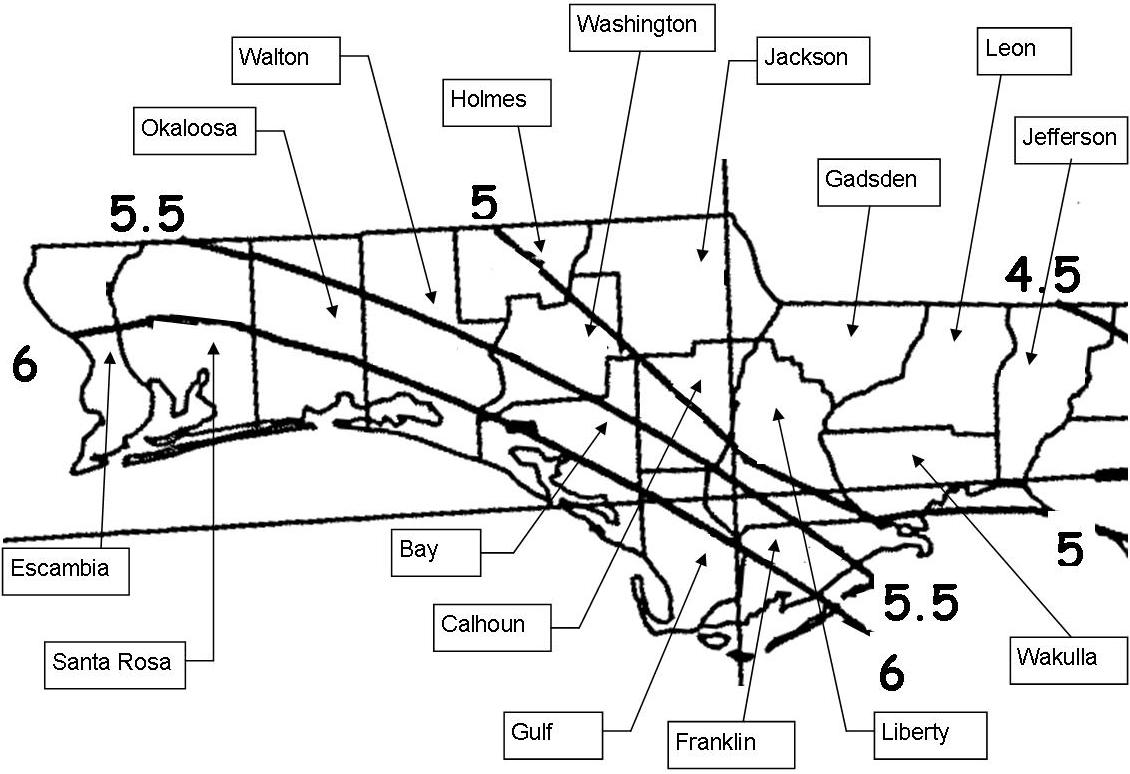 Washington
Walton
Jackson
Leon
Holmes
Okaloosa
Jefferson
Gadsden
5.5
5
4.5
6
Bay
5
Escambia
5.5
Calhoun
Santa Rosa
Wakulla
6
Gulf
Franklin
Liberty